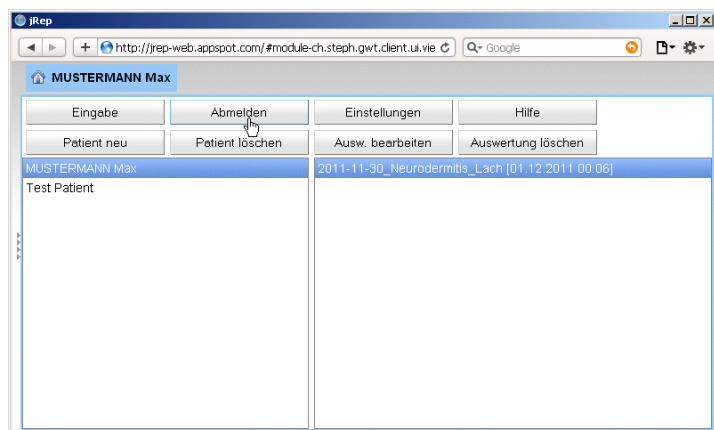 jRep
http://jrep-web.appspot.com/#module-ch.steph.gwt.client.ui.vie
Google
MUSTERMANN Max
Eingabe Abmelden Einstellungen Hilfe
Patient neu Patient löschen Ausw. bearbeiten Auswertung löschen
MUSTERMANN Max 2011-11-30_Neurodermitis_Lach [01.12.2011 00:06]
Test Patient